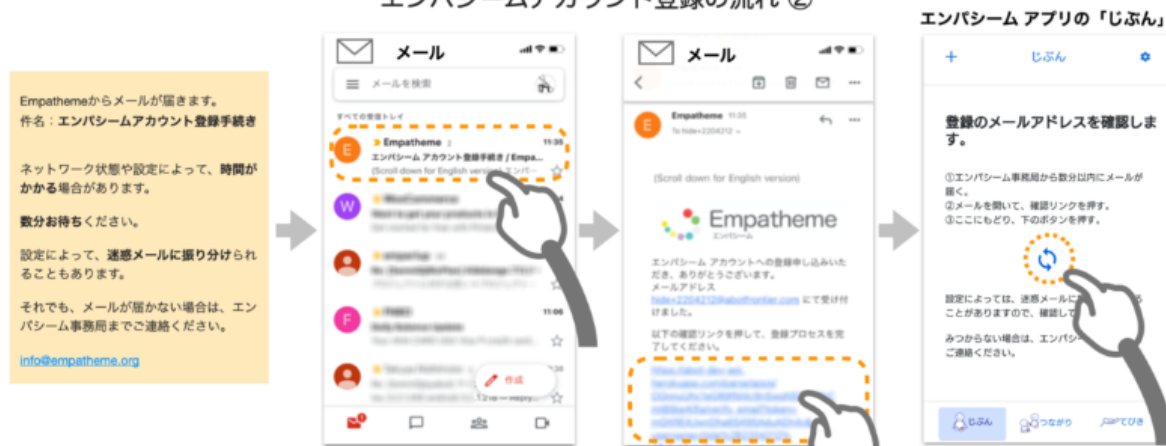 エンパシームアカウント登録の流れ ②
Empathemeからメールが届きます。
件名：エンパシームアカウント登録手続き
ネットワーク状態や設定によって、時間が
かかる場合があります。
数分お待ちください。
設定によって、迷惑メールに振り分けられ
ることもあります。
それでも、メールが届かない場合は、エン
パシーム事務局までご連絡ください。
info@empatheme.org
メール
メールを検索
すべての受信トレイ
E
Empatheme 2
11:35
エンパシーム アカウント登録手続き / Empa...
(Scroll down for English version) エンパ
W
F
11:06
作成
メール
E
Empatheme 11:35
To hide+2204212
(Scroll down for English version)
Empatheme
エンパシーム
エンパシーム アカウントへの登録申し込みいた
だき、ありがとうございます。
メールアドレス
にて受け付
けました。
以下の確認リンクを押して、登録プロセスを完
了してください。
エンパシーム アプリの「じぶん」
+
じぶん
登録のメールアドレスを確認しま
す。
①エンパシーム事務局から数分以内にメールが
届く。
②メールを開いて、確認リンクを押す。
③ここにもどり、下のボタンを押す。
設定によっては、迷惑メールに
ことがありますので、確認して
みつからない場合は、エンパシー
ご連絡ください。
じぶん
つながり
てびき